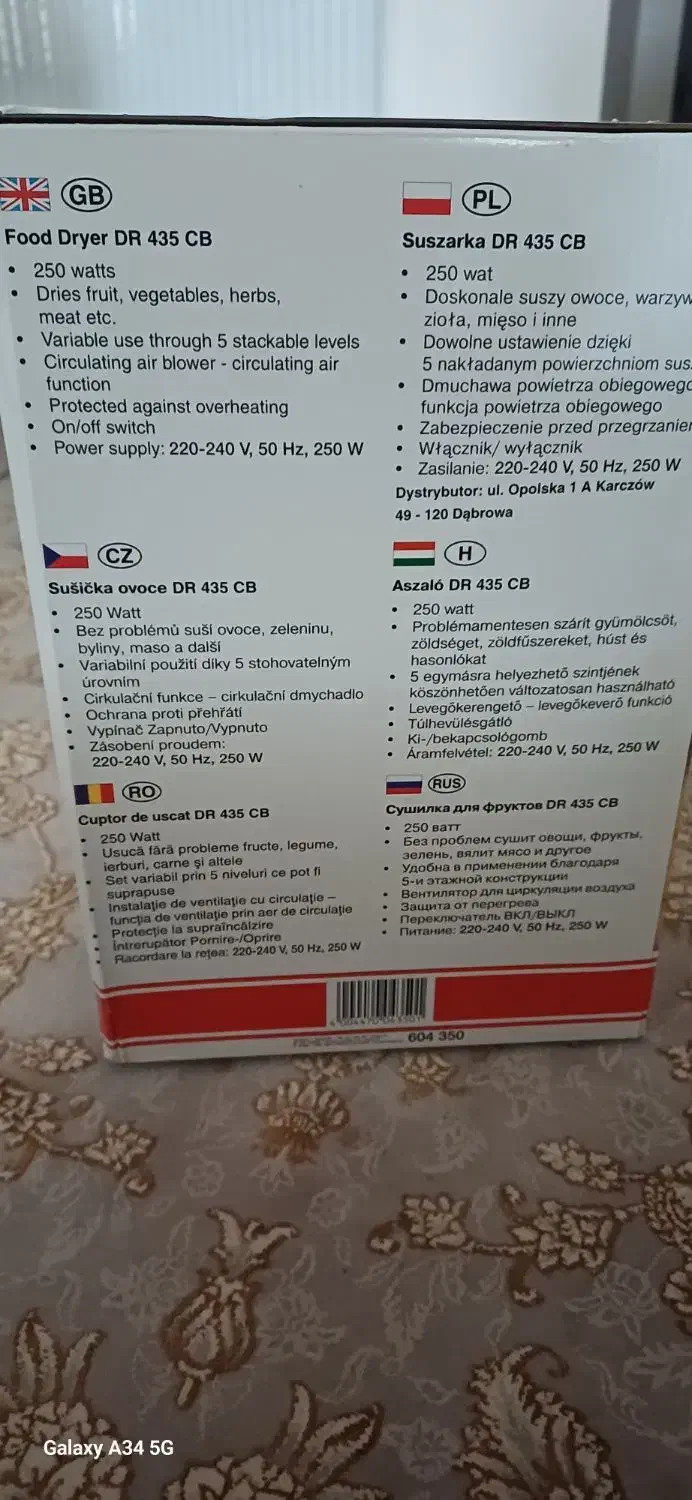 GB
Food Dryer DR 435 CB
• 250 watts
• Dries fruit, vegetables, herbs,
meat etc.
• Variable use through 5 stackable levels
• Circulating air blower - circulating air
function
• Protected against overheating
• On/off switch
• Power supply: 220-240 V, 50 Hz, 250 W
PL
Suszarka DR 435 CB
• 250 wat
• Doskonale suszy owoce, warzyw
zioła, mięso i inne
• Dowolne ustawienie dzięki
5 nakładanym powierzchniom sus
• Dmuchawa powietrza obiegowego
funkcja powietrza obiegowego
• Zabezpieczenie przed przegrzanie
• Włącznik/ wyłącznik
• Zasilanie: 220-240 V, 50 Hz, 250 W
Dystrybutor: ul. Opolska 1 A Karczów
49 - 120 Dąbrowa
CZ
Sušička ovoce DR 435 CB
• 250 Watt
• Bez problémů suší ovoce, zeleninu,
byliny, maso a další
• Variabilní použití díky 5 stohovatelným
úrovním
• Cirkulační funkce – cirkulační dmychadlo
• Ochrana proti přehřátí
• Vypínač Zapnuto/Vypnuto
• Zásobení proudem:
220-240 V, 50 Hz, 250 W
H
Aszaló DR 435 CB
• 250 watt
• Problémamentesen szárít gyümölcsöt,
zöldséget, zöldfűszereket, húst és
hasonlókat
• 5 egymásra helyezhető szintjének
köszönhetően változatosan használható
• Levegőkerengető – levegőkeverő funkció
• Túlhevülésgátló
• Ki-/bekapcsológomb
• Áramfelvétel: 220-240 V, 50 Hz, 250 W
RO
Cuptor de uscat DR 435 CB
• 250 Watt
• Usucă fără probleme fructe, legume,
ierburi, carne și altele
• Set variabil prin 5 niveluri ce pot fi
suprapuse
• Instalație de ventilație cu circulație –
funcția de ventilație prin aer de circulație
• Protecție la supraîncălzire
• Întrerupător Pornire-/Oprire
• Racordare la rețea: 220-240 V, 50 Hz, 250 W
RUS
Сушилка для фруктов DR 435 CB
• 250 ватт
• Без проблем сушит овощи, фрукты,
зелень, вялит мясо и другое
• Удобна в применении благодаря
5-и этажной конструкции
• Вентилятор для циркуляции воздуха
• Защита от перегрева
• Переключатель ВКЛ/ВЫКЛ
• Питание: 220-240 V, 50 Hz, 250 W
604 350
Galaxy A34 5G